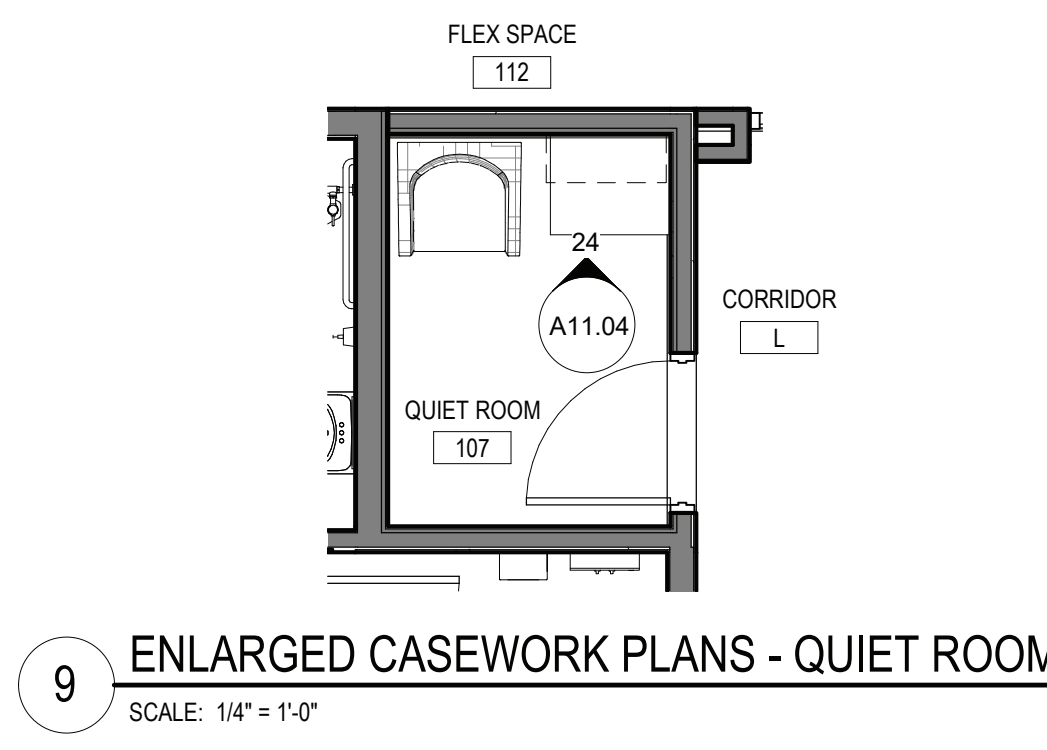 FLEX SPACE
112
24
A11.04
CORRIDOR
L
QUIET ROOM
107
9
ENLARGED CASEWORK PLANS - QUIET ROOM
SCALE: 1/4" = 1'-0"